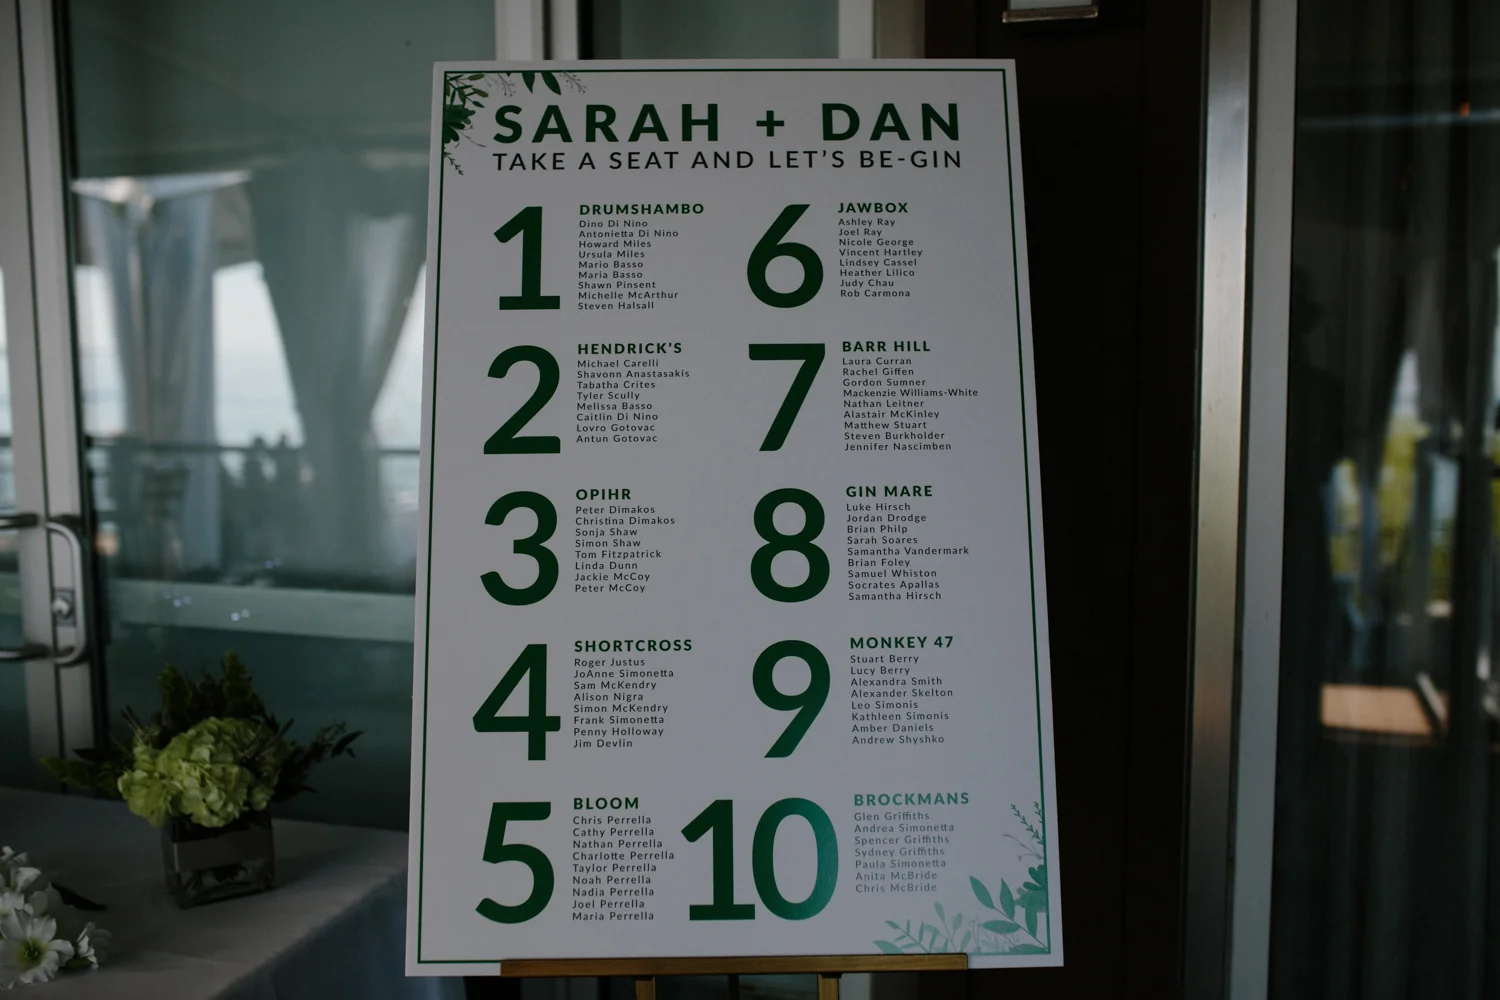 SARAH + DAN
TAKE A SEAT AND LET'S BE-GIN
1
DRUMSHAMBO
Dino Di Nino
Antonietta Di Nino
Howard Miles
Ursula Miles
Mario Basso
Maria Basso
Shawn Pinsent
Michelle McArthur
Steven Halsall
2
HENDRICK'S
Michael Carelli
Shavonn Anastasakis
Tabatha Crites
Tyler Scully
Melissa Basso
Caitlin Di Nino
Lovro Gotovac
Antun Gotovac
3
OPIHR
Peter Dimakos
Christina Dimakos
Sonja Shaw
Simon Shaw
Tom Fitzpatrick
Linda Dunn
Jackie McCoy
Peter McCoy
4
SHORTCROSS
Roger Justus
JoAnne Simonetta
Sam McKendry
Alison Nigra
Simon McKendry
Frank Simonetta
Penny Holloway
Jim Devlin
5
BLOOM
Chris Perrella
Cathy Perrella
Nathan Perrella
Charlotte Perrella
Taylor Perrella
Noah Perrella
Nadia Perrella
Joel Perrella
Maria Perrella
6
JAWBOX
Ashley Ray
Joel Ray
Nicole George
Vincent Hartley
Lindsey Cassel
Heather Lilico
Judy Chau
Rob Carmona
7
BARR HILL
Laura Curran
Rachel Giffen
Gordon Sumner
Mackenzie Williams-White
Nathan Leitner
Alastair McKinley
Matthew Stuart
Steven Burkholder
Jennifer Nascimben
8
GIN MARE
Luke Hirsch
Jordan Drodge
Brian Philp
Sarah Soares
Samantha Vandermark
Brian Foley
Samuel Whiston
Socrates Apallas
Samantha Hirsch
9
MONKEY 47
Stuart Berry
Lucy Berry
Alexandra Smith
Alexander Skelton
Leo Simonis
Kathleen Simonis
Amber Daniels
Andrew Shyshko
10
BROCKMANS
Glen Griffiths
Andrea Simonetta
Spencer Griffiths
Sydney Griffiths
Paula Simonetta
Anita McBride
Chris McBride